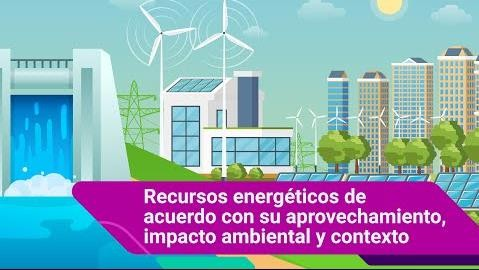 Recursos energéticos de
acuerdo con su aprovechamiento,
impacto ambiental y contexto